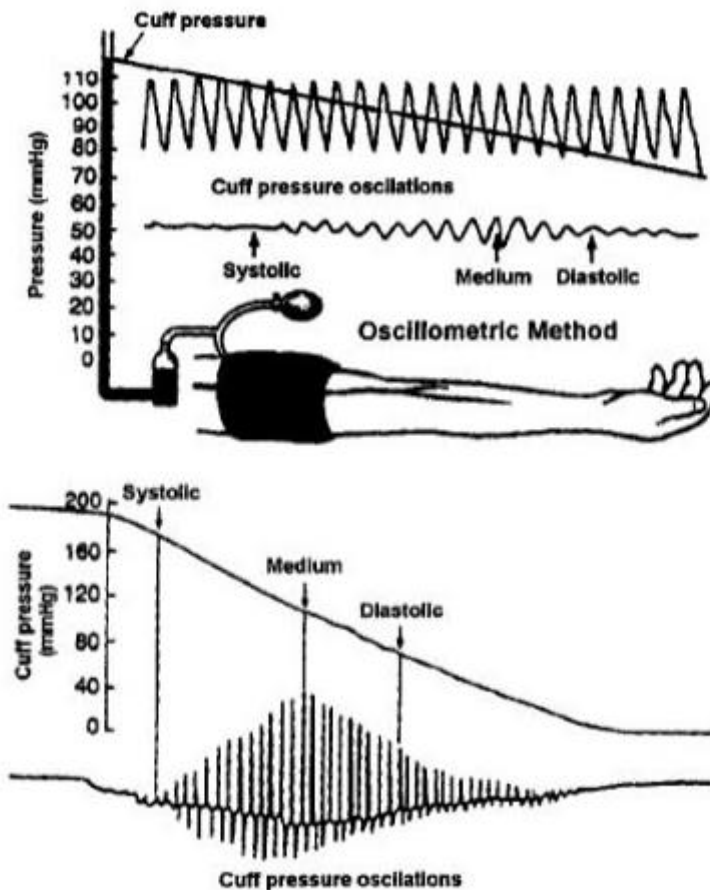 Cuff pressure
110
100
90
80
70
60
50
40
30
20
10
0
Pressure (mmHg)
Cuff pressure oscilations
Systolic
Medium
Diastolic
Oscillometric Method
200
160
120
80
40
0
Cuff pressure
(mmHg)
Systolic
Medium
Diastolic
Cuff pressure oscilations